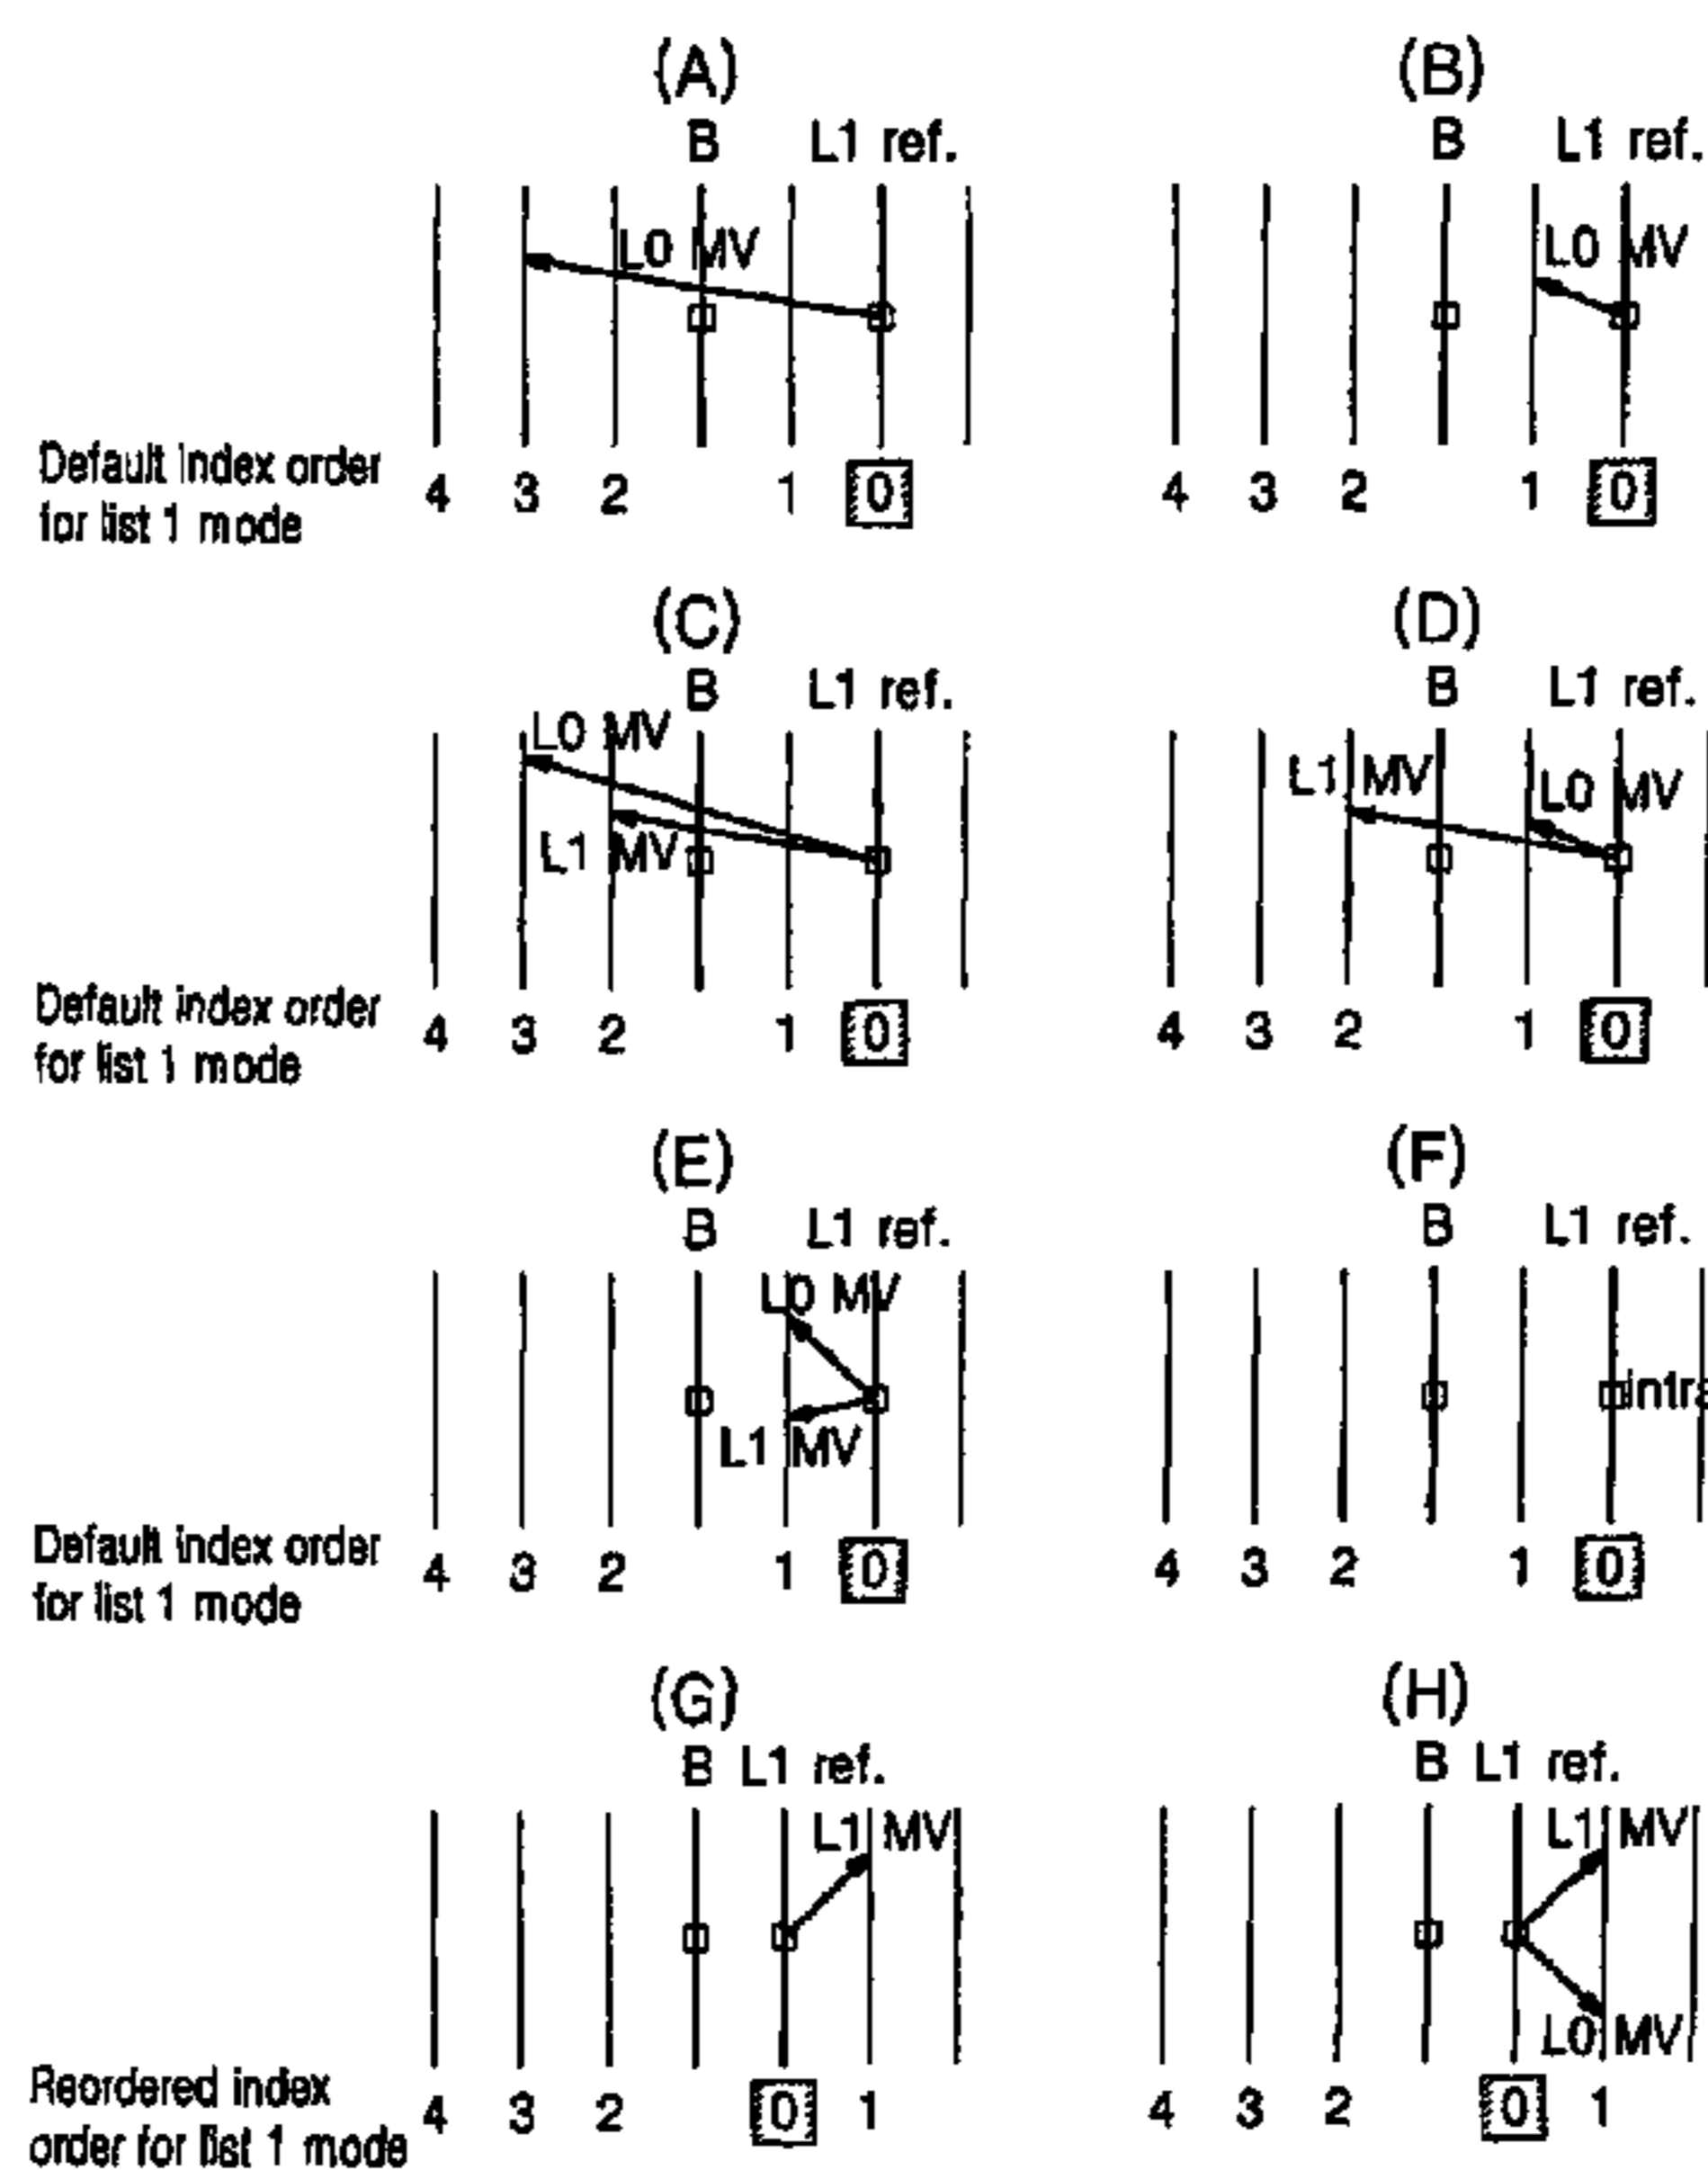 (A) (B)
B L1 ref. B L1 ref.
L0 MV L0 MV
Default index order
for list 1 mode
4 3 2 1 0 4 3 2 1 0
(C) (D)
B L1 ref. B L1 ref.
L0 MV L1 MV L0 MV
L1 MV
Default index order
for list 1 mode
4 3 2 1 0 4 3 2 1 0
(E) (F)
B L1 ref. B L1 ref.
L0 MV
intra
L1 MV
Default index order
for list 1 mode
4 3 2 1 0 4 3 2 1 0
(G) (H)
B L1 ref. B L1 ref.
L1 MV L1 MV
L0 MV
Reordered index
order for list 1 mode
4 3 2 0 1 4 3 2 0 1